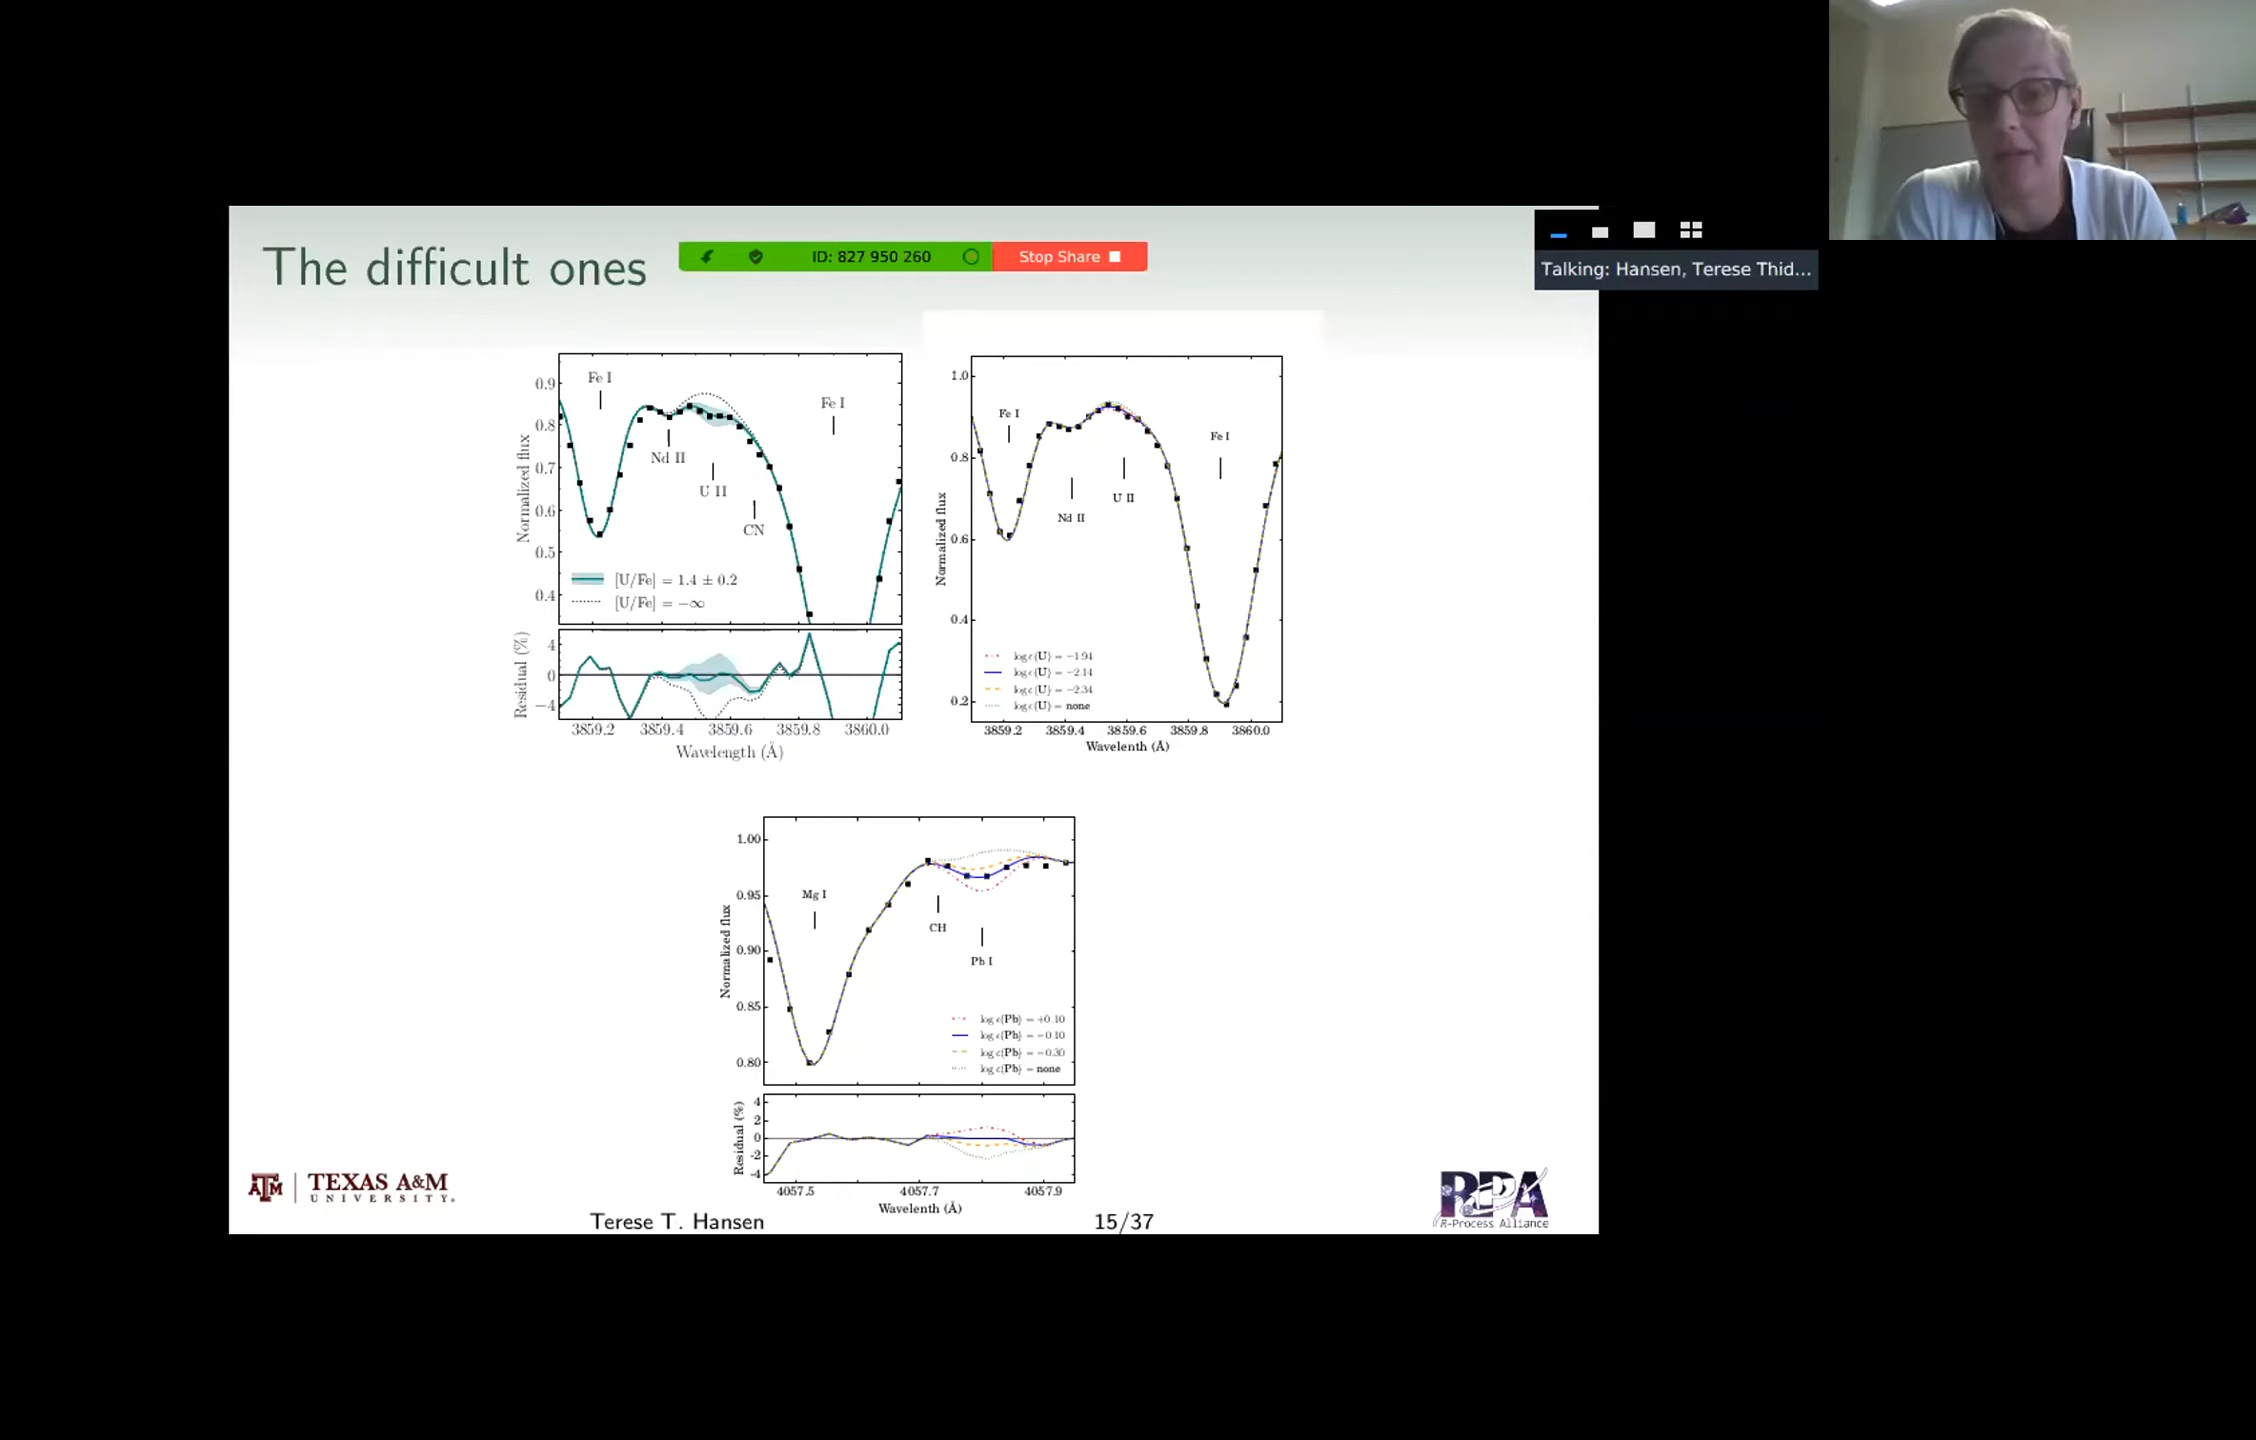 The difficult ones
ID: 827 950 260
Stop Share
Talking: Hansen, Terese Thid...
0.9
0.8
0.7
0.6
0.5
0.4
Normalized flux
Fe I
Nd II
U II
CN
Fe I
[U/Fe] = 1.4 ± 0.2
[U/Fe] = −∞
4
0
−4
Residual (%)
3859.2 3859.4 3859.6 3859.8 3860.0
Wavelength (Å)
1.0
0.8
0.6
0.4
0.2
Normalized flux
Fe I
Nd II
U II
Fe I
log ϵ(U) = −1.94
log ϵ(U) = −2.14
log ϵ(U) = −2.34
log ϵ(U) = none
3859.2 3859.4 3859.6 3859.8 3860.0
Wavelenth (Å)
1.00
0.95
0.90
0.85
0.80
Normalized flux
Mg I
CH
Pb I
log ϵ(Pb) = +0.10
log ϵ(Pb) = −0.10
log ϵ(Pb) = −0.30
log ϵ(Pb) = none
4
2
0
-2
-4
Residual (%)
4057.5 4057.7 4057.9
Wavelenth (Å)
ATM | TEXAS A&M
UNIVERSITY.
Terese T. Hansen
15/37
RPA
R-Process Alliance